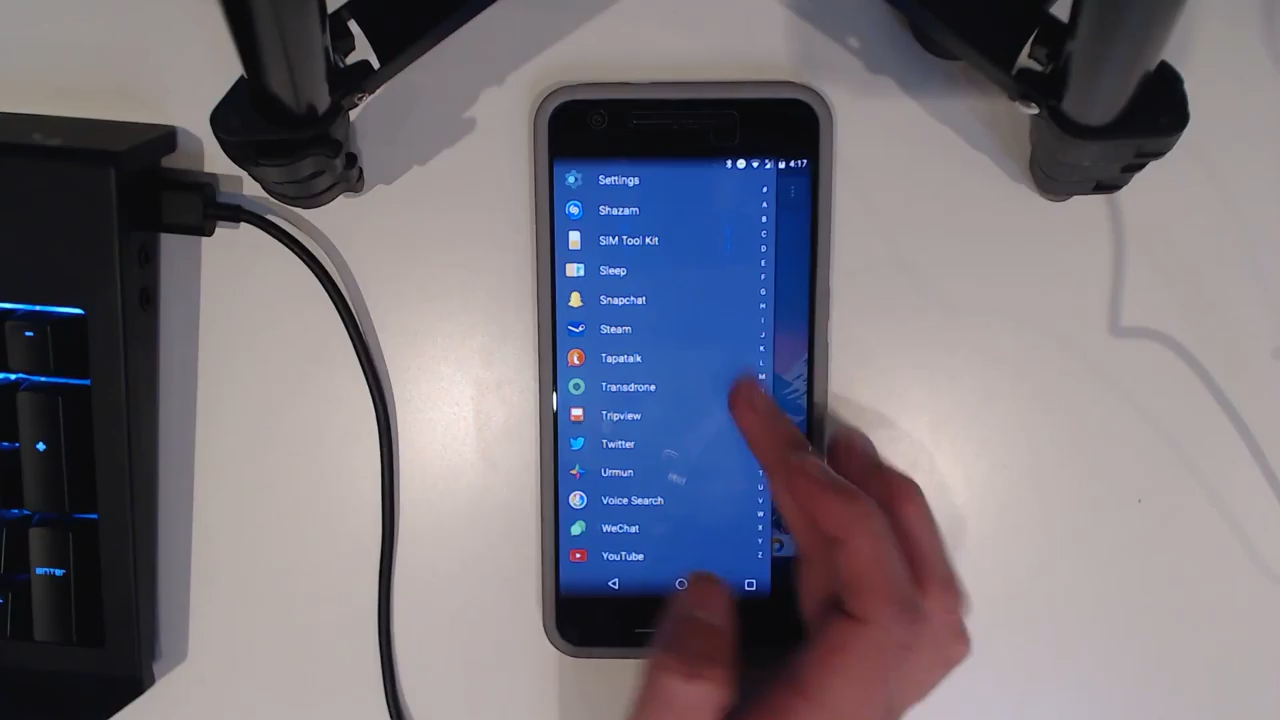 4:17
Settings
Shazam
SIM Tool Kit
Sleep
Snapchat
Steam
Tapatalk
Transdrone
Tripview
Twitter
Urmun
Voice Search
WeChat
YouTube
#
A
B
C
D
E
F
G
H
I
J
K
L
M
T
U
V
W
X
Y
Z
enter